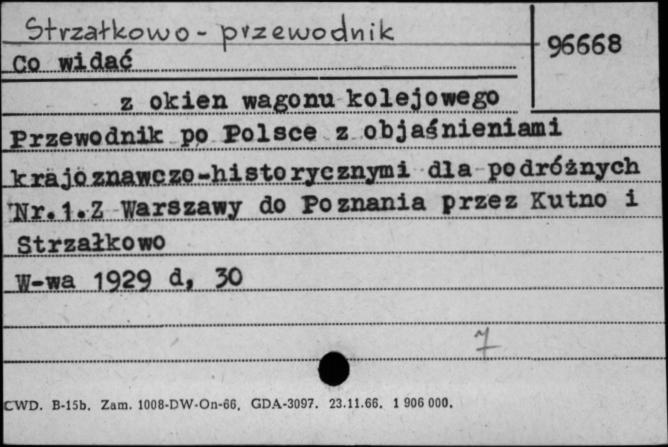 Strzałkowo - przewodnik
96668
Co widać
z okien wagonu kolejowego
Przewodnik po Polsce z objaśnieniami
krajoznawczo-historycznymi dla podróżnych
Nr.1.Z Warszawy do Poznania przez Kutno i
Strzałkowo
W-wa 1929 d, 30
7
CWD. B-15b. Zam. 1008-DW-On-66. GDA-3097. 23.11.66. 1 906 000.